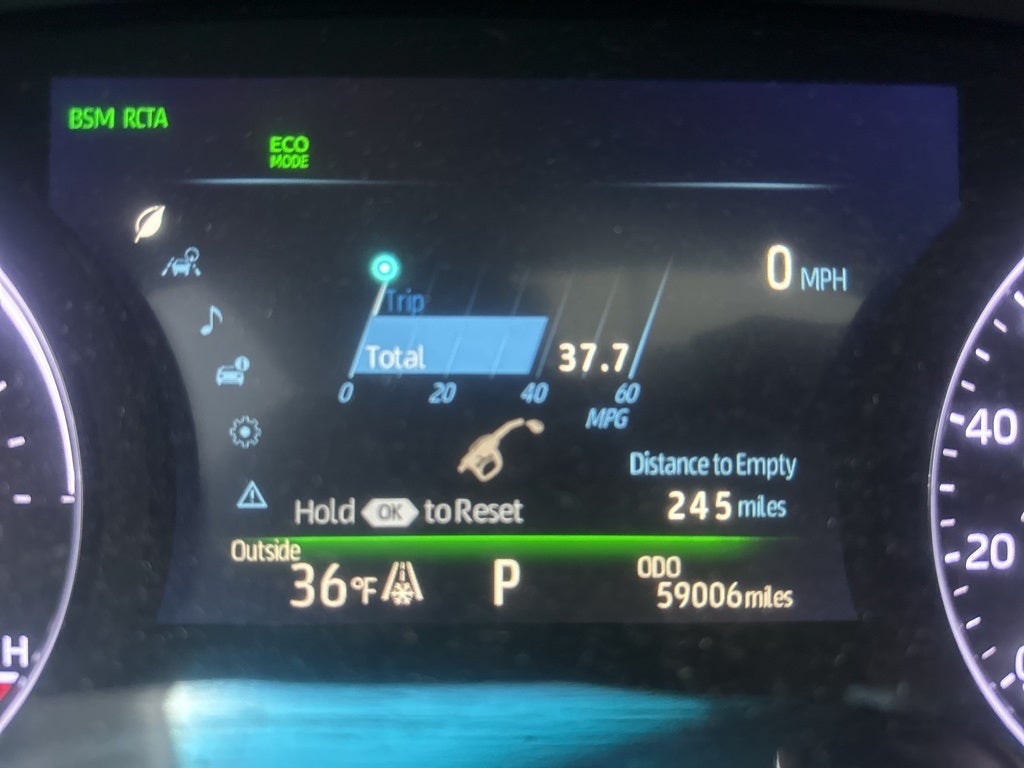 BSM RCTA
ECO
MODE
0 MPH
Trip
Total 37.7
0 20 40 60
MPG
Distance to Empty
245 miles
Hold OK to Reset
Outside
36°F
P
ODO
59006 miles
H
40
20
0